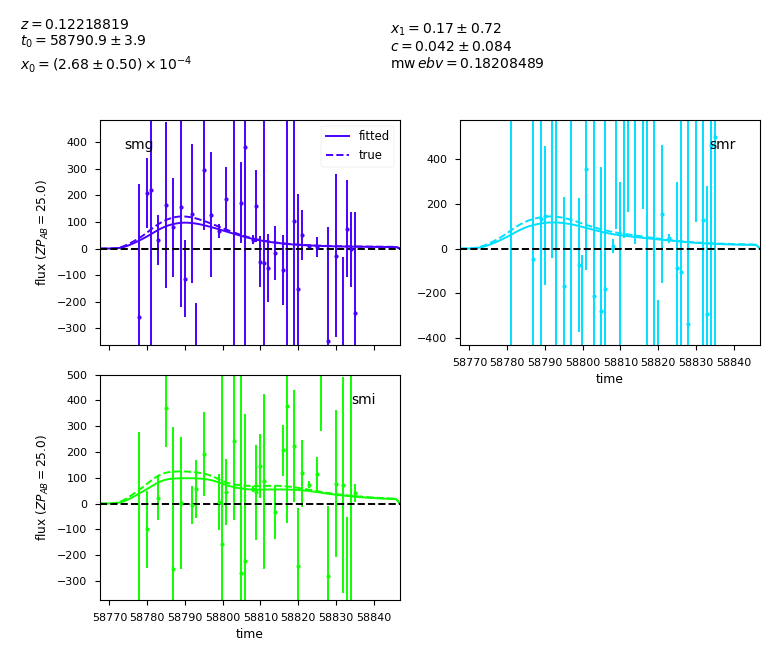 z = 0.12218819
t₀ = 58790.9 ± 3.9
x₀ = (2.68 ± 0.50) × 10⁻⁴
x₁ = 0.17 ± 0.72
c = 0.042 ± 0.084
mw ebv = 0.18208489
smg
fitted
true
400
300
200
100
0
−100
−200
−300
flux (ZP_AB = 25.0)
smr
400
200
0
−200
−400
58770 58780 58790 58800 58810 58820 58830 58840
time
smi
500
400
300
200
100
0
−100
−200
−300
flux (ZP_AB = 25.0)
58770 58780 58790 58800 58810 58820 58830 58840
time